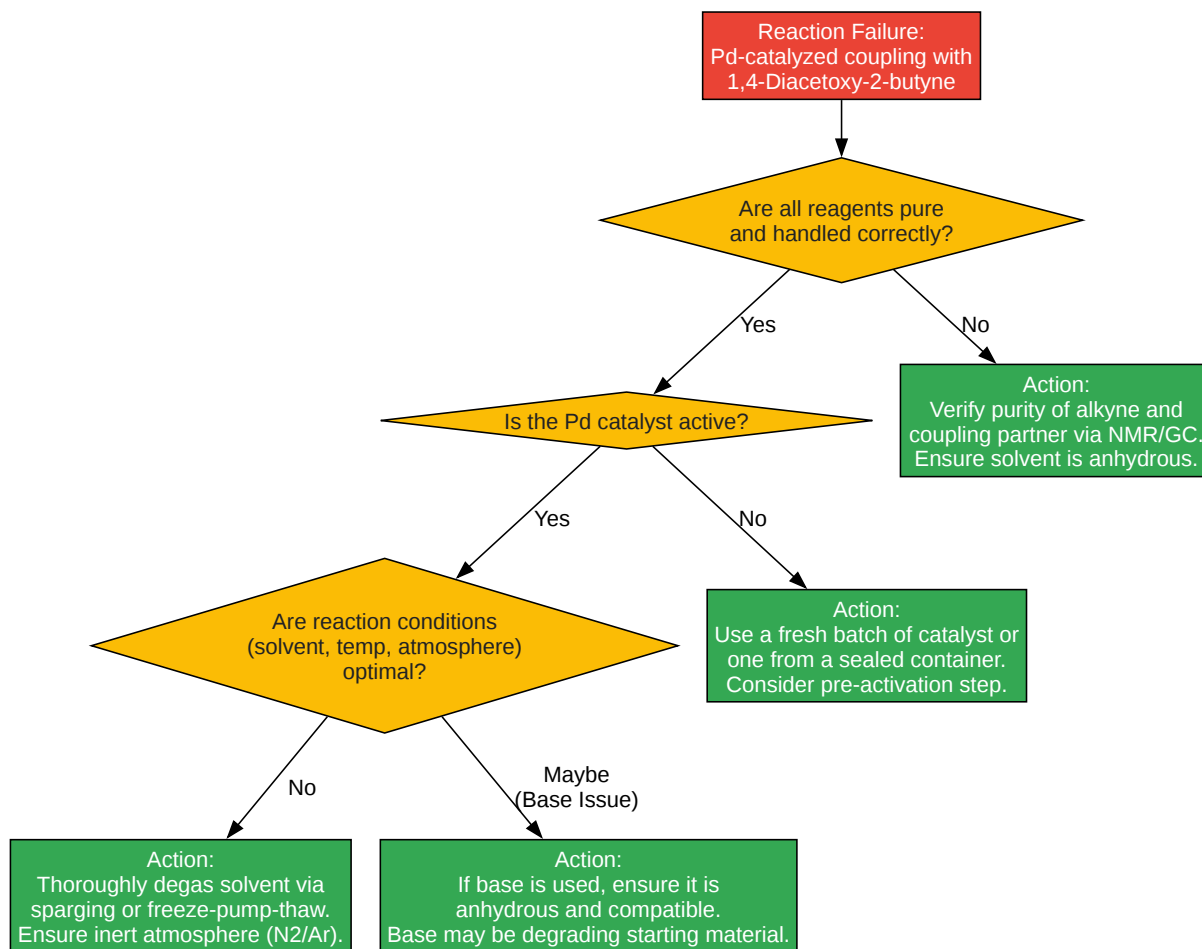 Reaction Failure:
Pd-catalyzed coupling with
1,4-Diacetoxy-2-butyne
Are all reagents pure
and handled correctly?
Yes
No
Action:
Verify purity of alkyne and
coupling partner via NMR/GC.
Ensure solvent is anhydrous.
Is the Pd catalyst active?
Yes
No
Action:
Use a fresh batch of catalyst or
one from a sealed container.
Consider pre-activation step.
Are reaction conditions
(solvent, temp, atmosphere)
optimal?
No
Maybe
(Base Issue)
Action:
Thoroughly degas solvent via
sparging or freeze-pump-thaw.
Ensure inert atmosphere (N2/Ar).
Action:
If base is used, ensure it is
anhydrous and compatible.
Base may be degrading starting material.